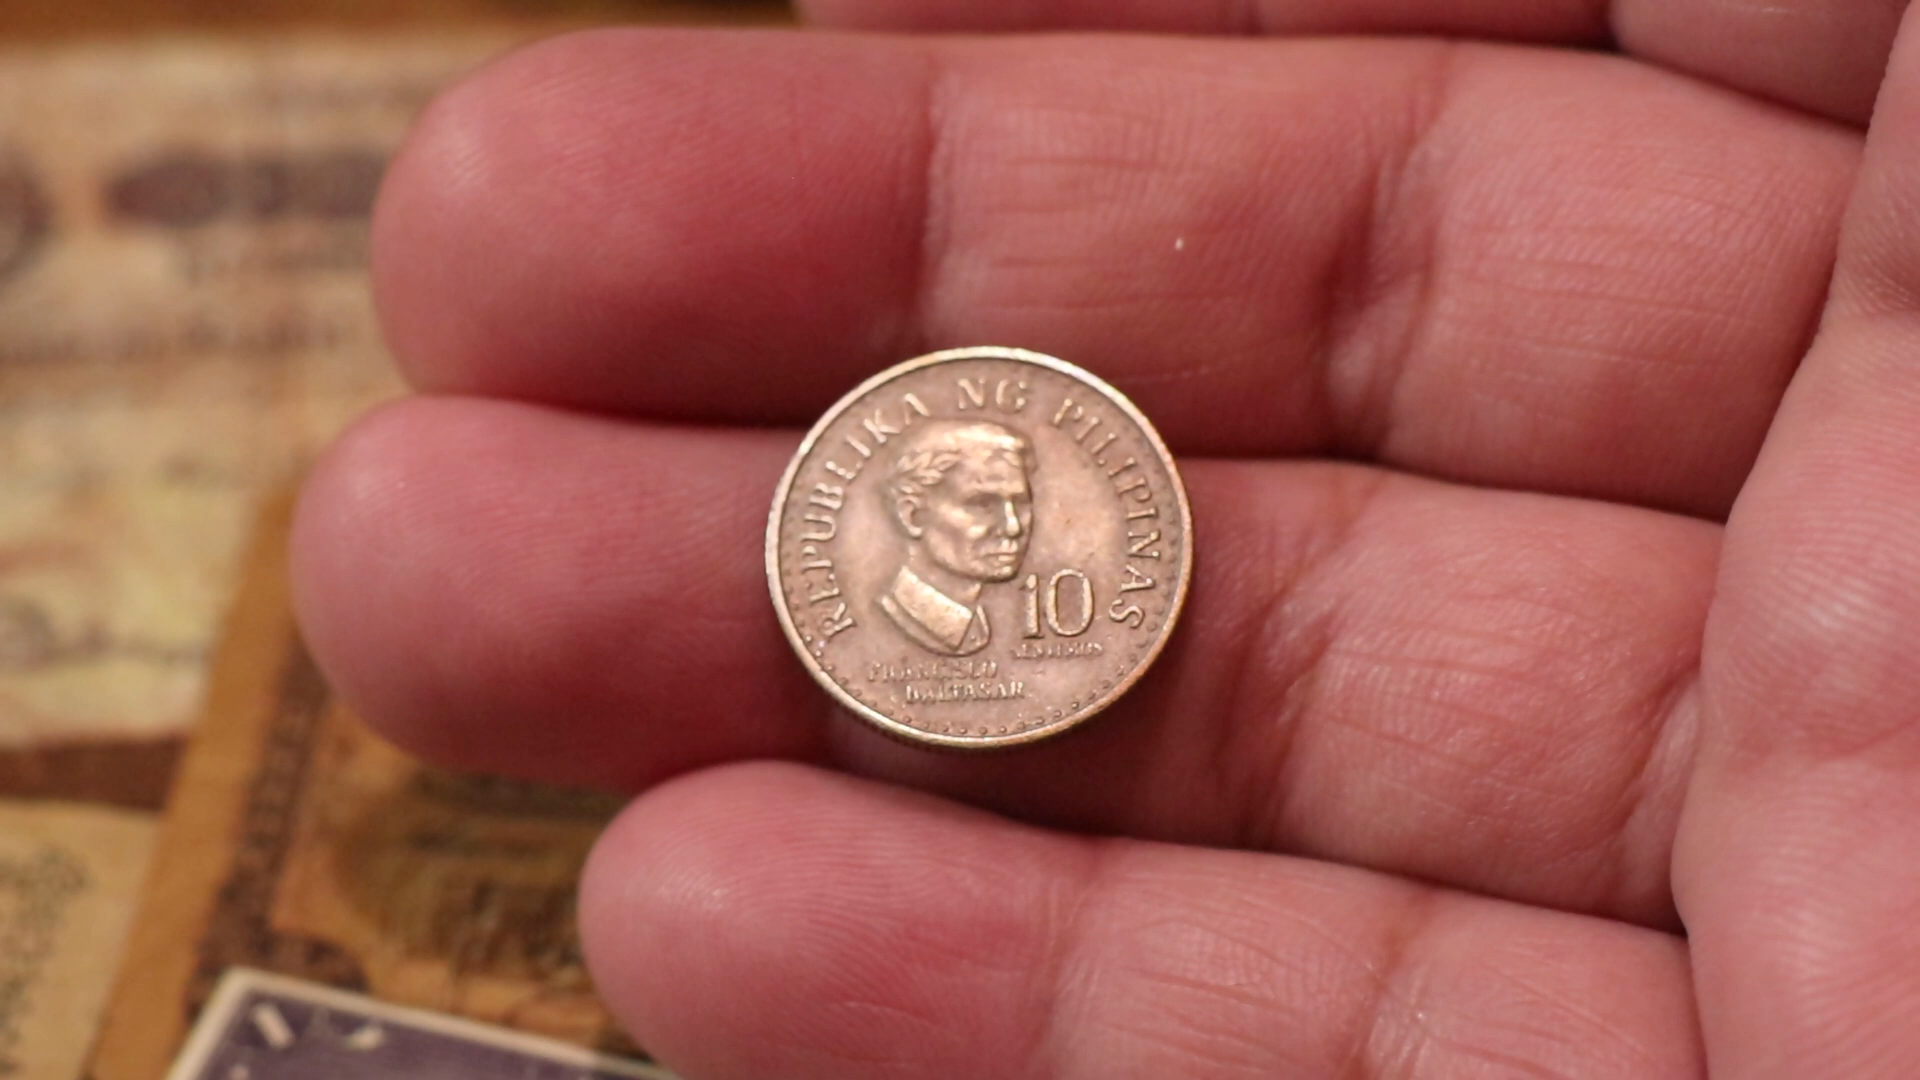 REPUBLIKA NG PILIPINAS
10
SENTIMOS
FRANCISCO
BALTASAR